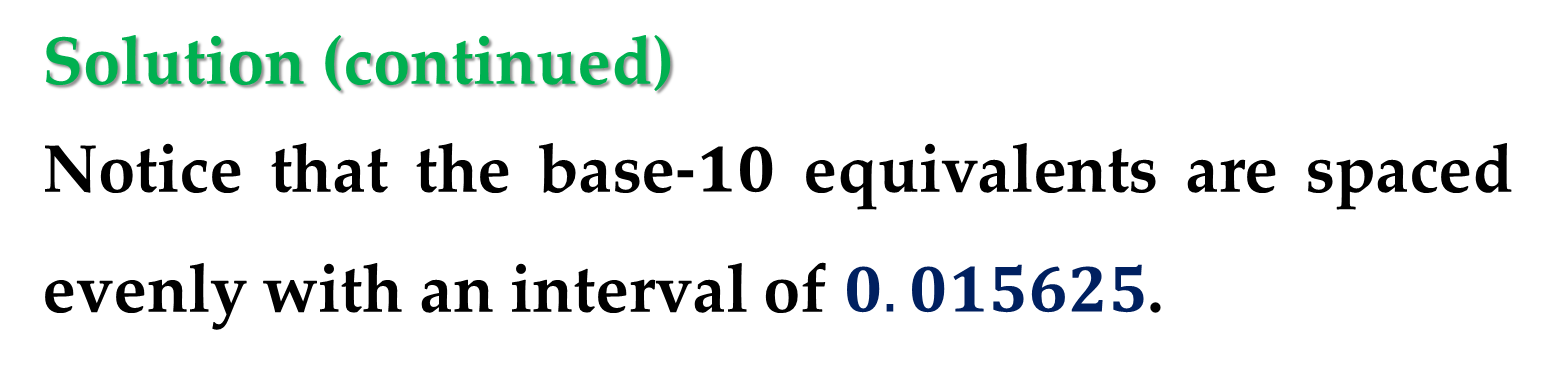 Solution (continued)
Notice that the base-10 equivalents are spaced
evenly with an interval of 0.015625.